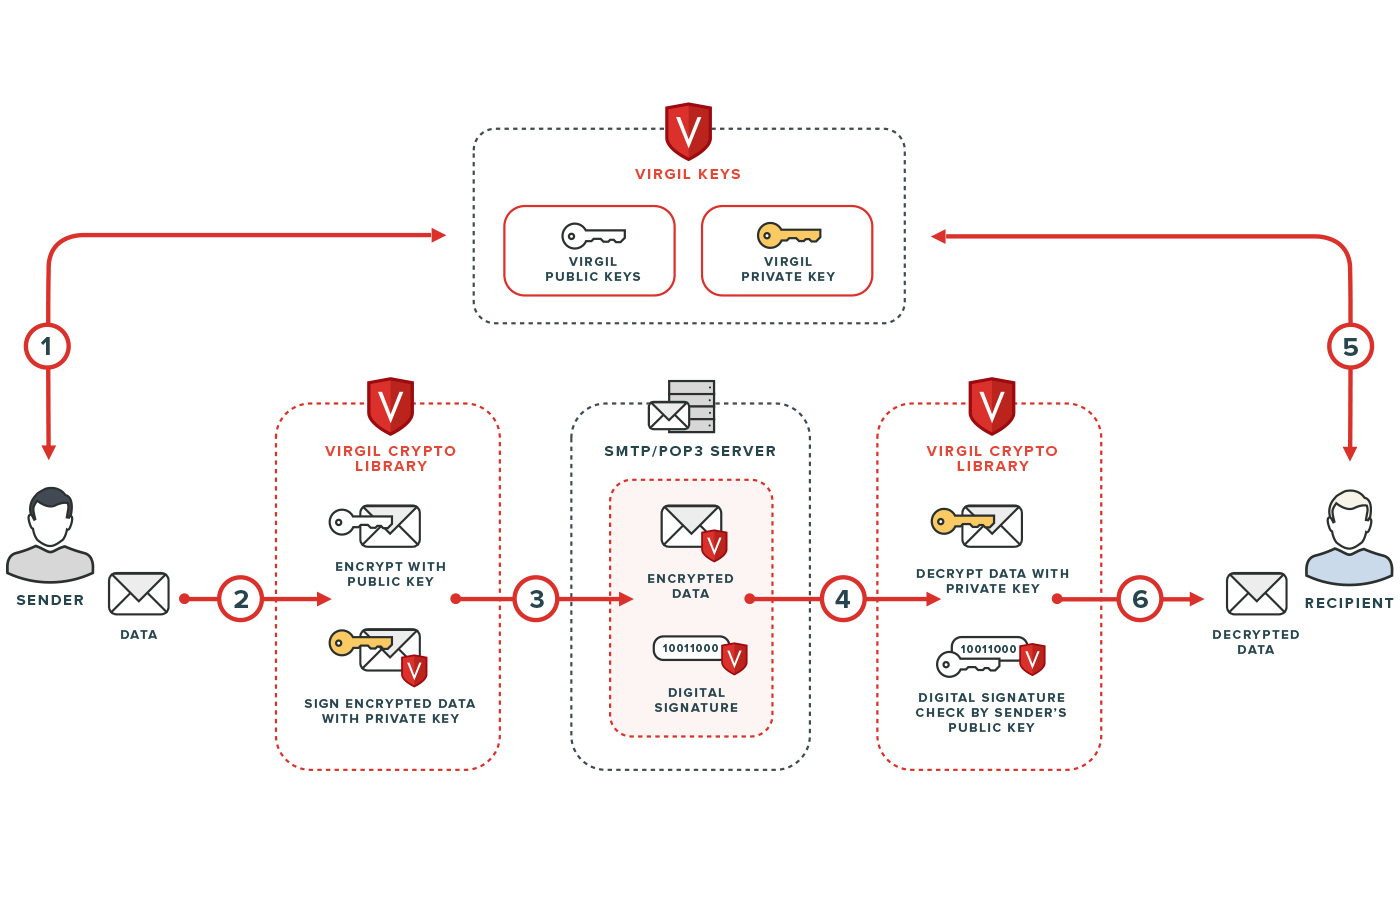 V
VIRGIL KEYS
VIRGIL
PUBLIC KEYS
VIRGIL
PRIVATE KEY
1
5
V
VIRGIL CRYPTO
LIBRARY
ENCRYPT WITH
PUBLIC KEY
V
SIGN ENCRYPTED DATA
WITH PRIVATE KEY
SMTP/POP3 SERVER
V
ENCRYPTED
DATA
10011000
V
DIGITAL
SIGNATURE
V
VIRGIL CRYPTO
LIBRARY
DECRYPT DATA WITH
PRIVATE KEY
10011000
V
DIGITAL SIGNATURE
CHECK BY SENDER'S
PUBLIC KEY
SENDER
DATA
2
3
4
6
DECRYPTED
DATA
RECIPIENT